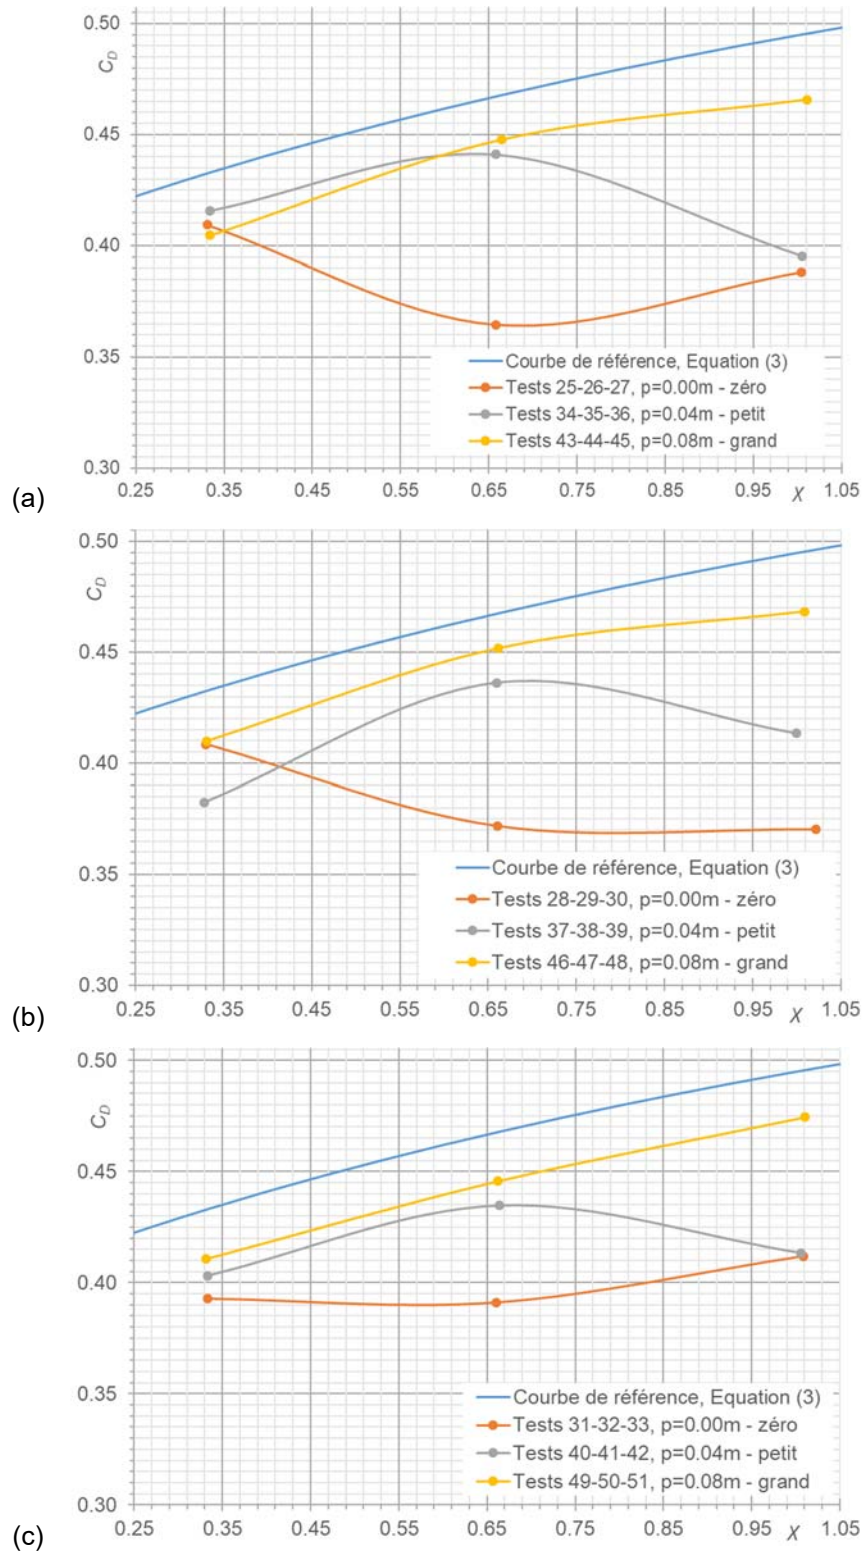 0.50
C_D
0.45
0.40
0.35
Courbe de référence, Equation (3)
Tests 25-26-27, p=0.00m - zéro
Tests 34-35-36, p=0.04m - petit
Tests 43-44-45, p=0.08m - grand
0.30
(a)
0.25 0.35 0.45 0.55 0.65 0.75 0.85 0.95 χ 1.05
0.50
C_D
0.45
0.40
0.35
Courbe de référence, Equation (3)
Tests 28-29-30, p=0.00m - zéro
Tests 37-38-39, p=0.04m - petit
Tests 46-47-48, p=0.08m - grand
0.30
(b)
0.25 0.35 0.45 0.55 0.65 0.75 0.85 0.95 χ 1.05
0.50
C_D
0.45
0.40
0.35
Courbe de référence, Equation (3)
Tests 31-32-33, p=0.00m - zéro
Tests 40-41-42, p=0.04m - petit
Tests 49-50-51, p=0.08m - grand
0.30
(c)
0.25 0.35 0.45 0.55 0.65 0.75 0.85 0.95 χ 1.05